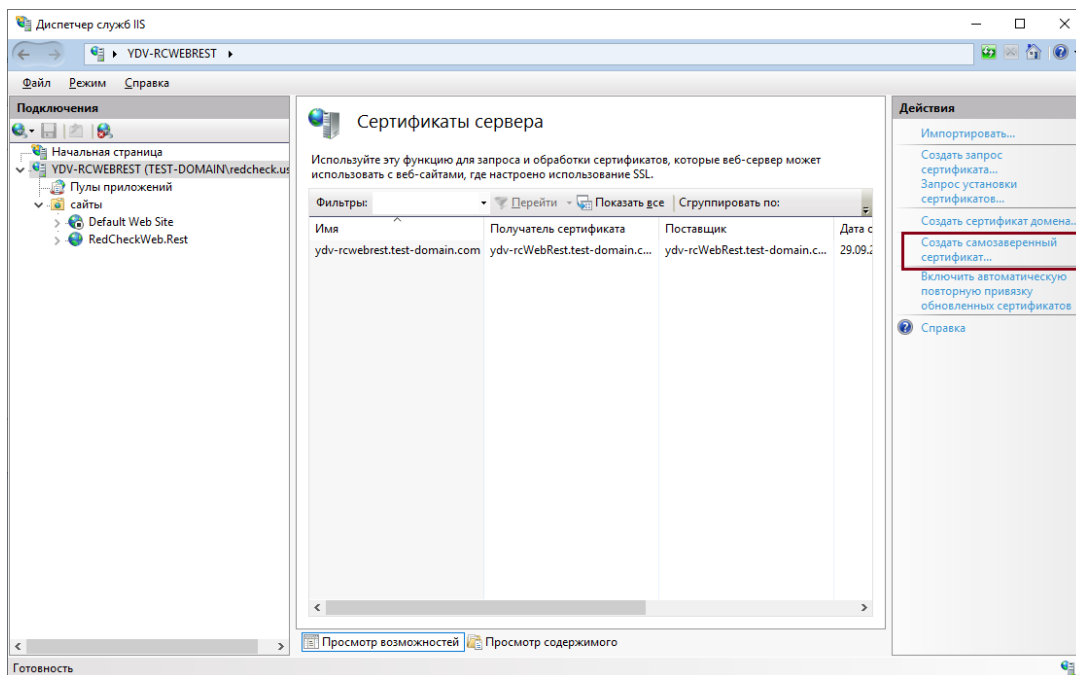 Диспетчер служб IIS
YDV-RCWEBREST
Файл Режим Справка
Подключения
Начальная страница
YDV-RCWEBREST (TEST-DOMAIN\redcheck.us
Пулы приложений
сайты
Default Web Site
RedCheckWeb.Rest
Сертификаты сервера
Используйте эту функцию для запроса и обработки сертификатов, которые веб-сервер может
использовать с веб-сайтами, где настроено использование SSL.
Фильтры: Перейти Показать все Сгруппировать по:
Имя Получатель сертификата Поставщик Дата с
ydv-rcwebrest.test-domain.com ydv-rcWebRest.test-domain.c... ydv-rcWebRest.test-domain.c... 29.09.2
Просмотр возможностей Просмотр содержимого
Действия
Импортировать...
Создать запрос
сертификата...
Запрос установки
сертификатов...
Создать сертификат домена..
Создать самозаверенный
сертификат...
Включить автоматическую
повторную привязку
обновленных сертификатов
Справка
Готовность